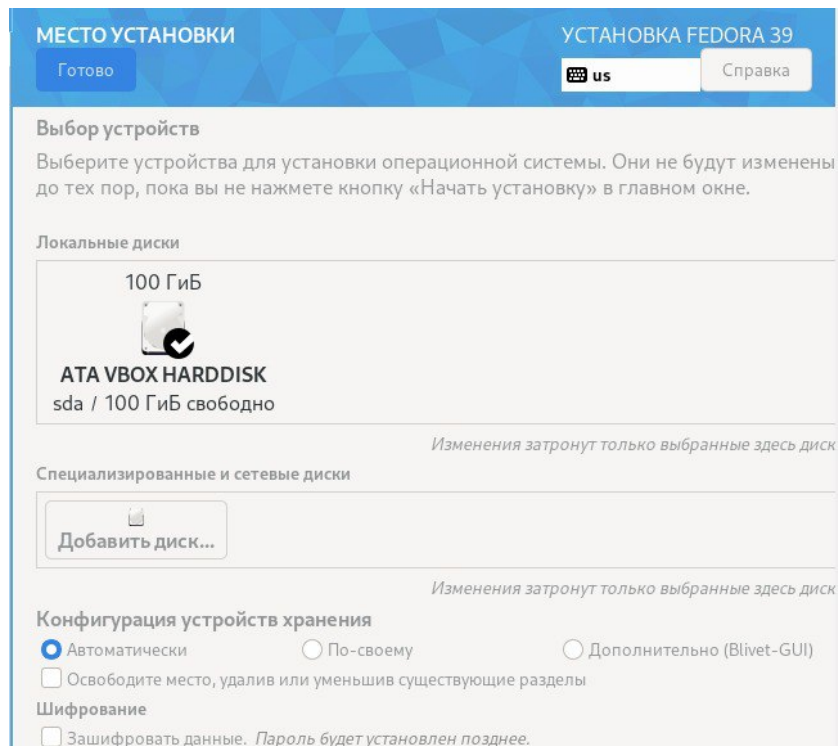 МЕСТО УСТАНОВКИ
УСТАНОВКА FEDORA 39
Готово
us
Справка
Выбор устройств
Выберите устройства для установки операционной системы. Они не будут изменены
до тех пор, пока вы не нажмете кнопку «Начать установку» в главном окне.
Локальные диски
100 ГиБ
ATA VBOX HARDDISK
sda / 100 ГиБ свободно
Изменения затронут только выбранные здесь диск
Специализированные и сетевые диски
Добавить диск...
Изменения затронут только выбранные здесь диск
Конфигурация устройств хранения
Автоматически
По-своему
Дополнительно (Blivet-GUI)
Освободите место, удалив или уменьшив существующие разделы
Шифрование
Зашифровать данные. Пароль будет установлен позднее.